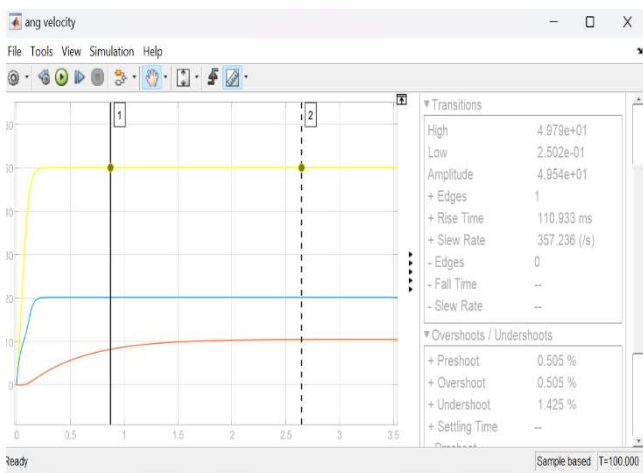 ang velocity
File Tools View Simulation Help
1
2
20
10
0
0
0.5
1
1.5
2
2.5
3
3.5
Transitions
High 4.979e+01
Low 2.502e-01
Amplitude 4.954e+01
+ Edges 1
+ Rise Time 110.933 ms
+ Slew Rate 357.236 (/s)
- Edges 0
- Fall Time --
- Slew Rate --
Overshoots / Undershoots
+ Preshoot 0.505 %
+ Overshoot 0.505 %
+ Undershoot 1.425 %
+ Settling Time --
- Preshoot
Ready
Sample based T=100.000